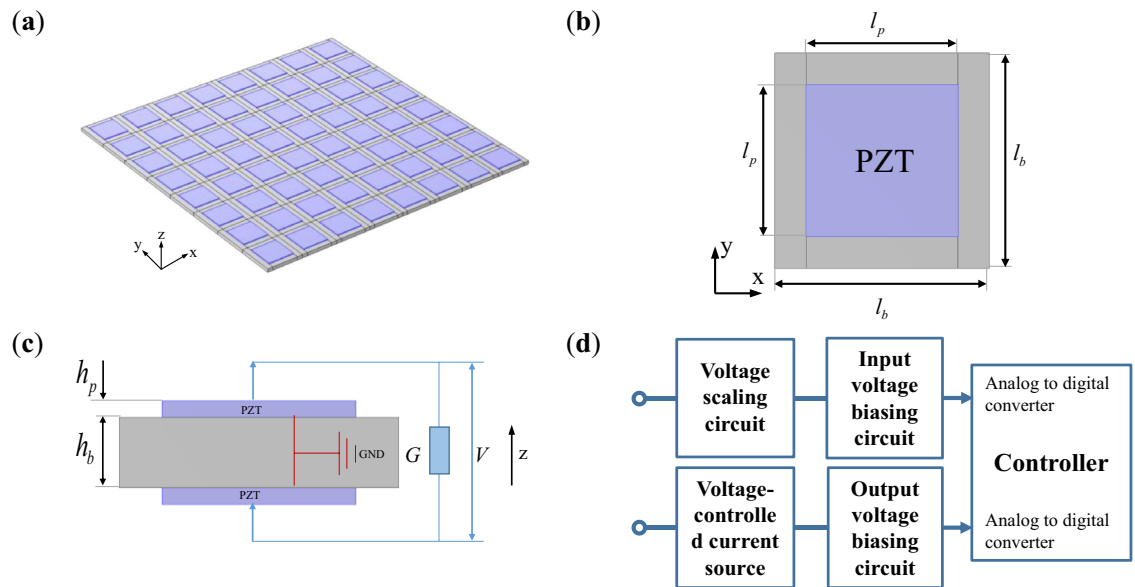 (a)
z
y
x
(b)
l_p
l_p
PZT
l_b
y
x
l_b
(c)
h_p
PZT
h_b
GND
G
V
z
PZT
(d)
Voltage
scaling
circuit
Input
voltage
biasing
circuit
Analog to digital
converter
Controller
Voltage-
controlle
d current
source
Output
voltage
biasing
circuit
Analog to digital
converter